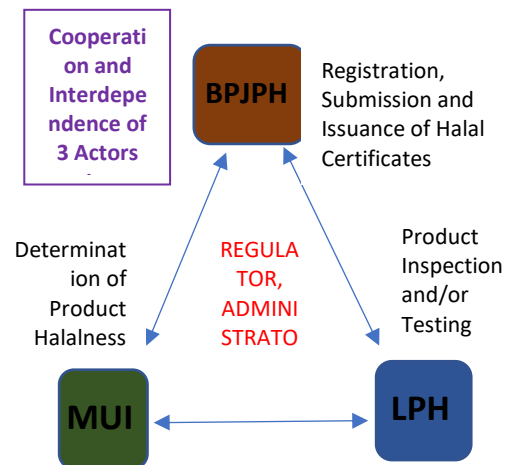 Cooperati
on and
Interdepe
ndence of
3 Actors
BPJPH
Registration,
Submission and
Issuance of Halal
Certificates
Determinat
ion of
Product
Halalness
REGULA
TOR,
ADMINI
STRATO
Product
Inspection
and/or
Testing
MUI
LPH